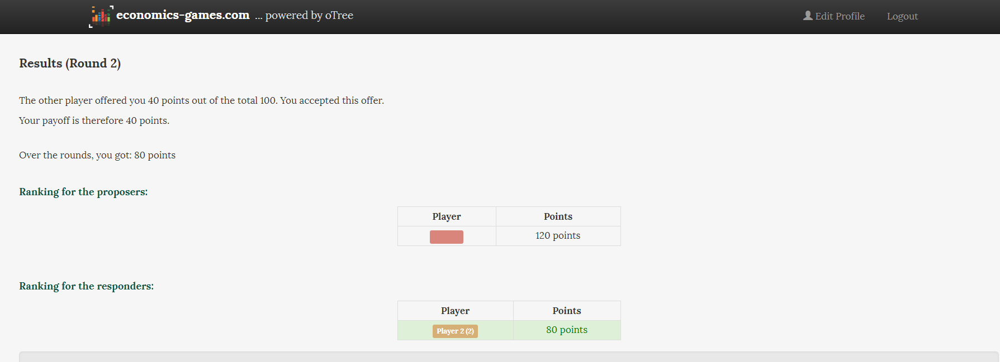 economics-games.com ... powered by oTree Edit Profile Logout
Results (Round 2)
The other player offered you 40 points out of the total 100. You accepted this offer.
Your payoff is therefore 40 points.
Over the rounds, you got: 80 points
Ranking for the proposers:
Player Points
120 points
Ranking for the responders:
Player Points
Player 2 (2) 80 points